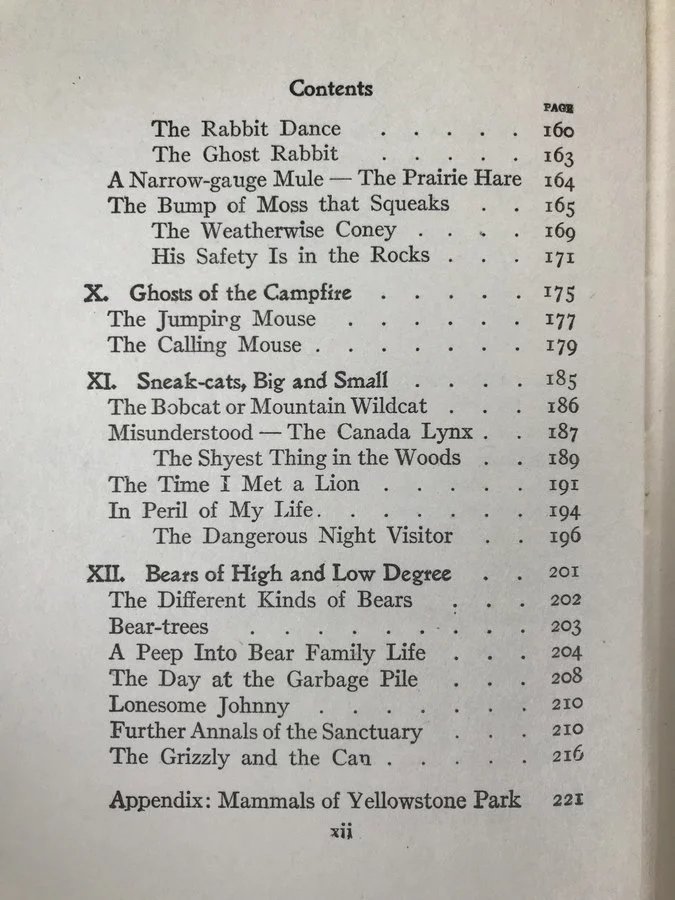 Contents
PAGE
The Rabbit Dance . . . . . 160
The Ghost Rabbit . . . . . 163
A Narrow-gauge Mule — The Prairie Hare 164
The Bump of Moss that Squeaks . . 165
The Weatherwise Coney . . . . 169
His Safety Is in the Rocks . . . 171
X. Ghosts of the Campfire . . . . . 175
The Jumping Mouse . . . . . . 177
The Calling Mouse . . . . . . . 179
XI. Sneak-cats, Big and Small . . . . 185
The Bobcat or Mountain Wildcat . . . 186
Misunderstood — The Canada Lynx . . 187
The Shyest Thing in the Woods . . 189
The Time I Met a Lion . . . . . 191
In Peril of My Life . . . . . . . 194
The Dangerous Night Visitor . . 196
XII. Bears of High and Low Degree . . 201
The Different Kinds of Bears . . . 202
Bear-trees . . . . . . . . . 203
A Peep Into Bear Family Life . . . 204
The Day at the Garbage Pile . . . 208
Lonesome Johnny . . . . . . . 210
Further Annals of the Sanctuary . . . 210
The Grizzly and the Can . . . . . 216
Appendix: Mammals of Yellowstone Park 221
xii